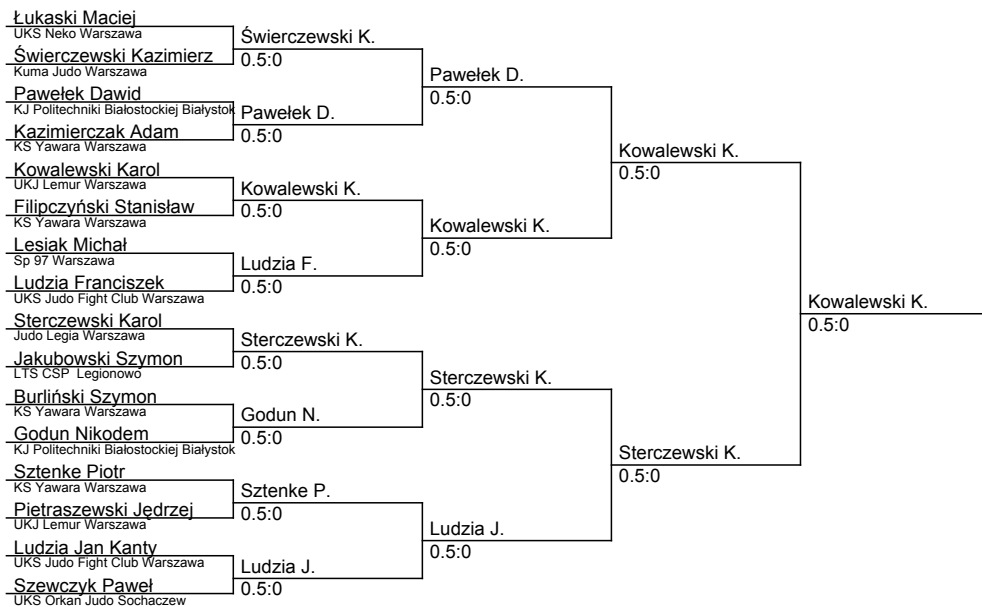 Łukaski Maciej
UKS Neko Warszawa
Świerczewski Kazimierz
Kuma Judo Warszawa
Pawełek Dawid
KJ Politechniki Białostockiej Białystok
Kazimierczak Adam
KS Yawara Warszawa
Kowalewski Karol
UKJ Lemur Warszawa
Filipczyński Stanisław
KS Yawara Warszawa
Lesiak Michał
Sp 97 Warszawa
Ludzia Franciszek
UKS Judo Fight Club Warszawa
Sterczewski Karol
Judo Legia Warszawa
Jakubowski Szymon
LTS CSP  Legionowo
Burliński Szymon
KS Yawara Warszawa
Godun Nikodem
KJ Politechniki Białostockiej Białystok
Sztenke Piotr
KS Yawara Warszawa
Pietraszewski Jędrzej
UKJ Lemur Warszawa
Ludzia Jan Kanty
UKS Judo Fight Club Warszawa
Szewczyk Paweł
UKS Orkan Judo Sochaczew
Świerczewski K.
0.5:0
Pawełek D.
0.5:0
Kowalewski K.
0.5:0
Ludzia F.
0.5:0
Sterczewski K.
0.5:0
Godun N.
0.5:0
Sztenke P.
0.5:0
Ludzia J.
0.5:0
Pawełek D.
0.5:0
Kowalewski K.
0.5:0
Sterczewski K.
0.5:0
Ludzia J.
0.5:0
Kowalewski K.
0.5:0
Sterczewski K.
0.5:0
Kowalewski K.
0.5:0